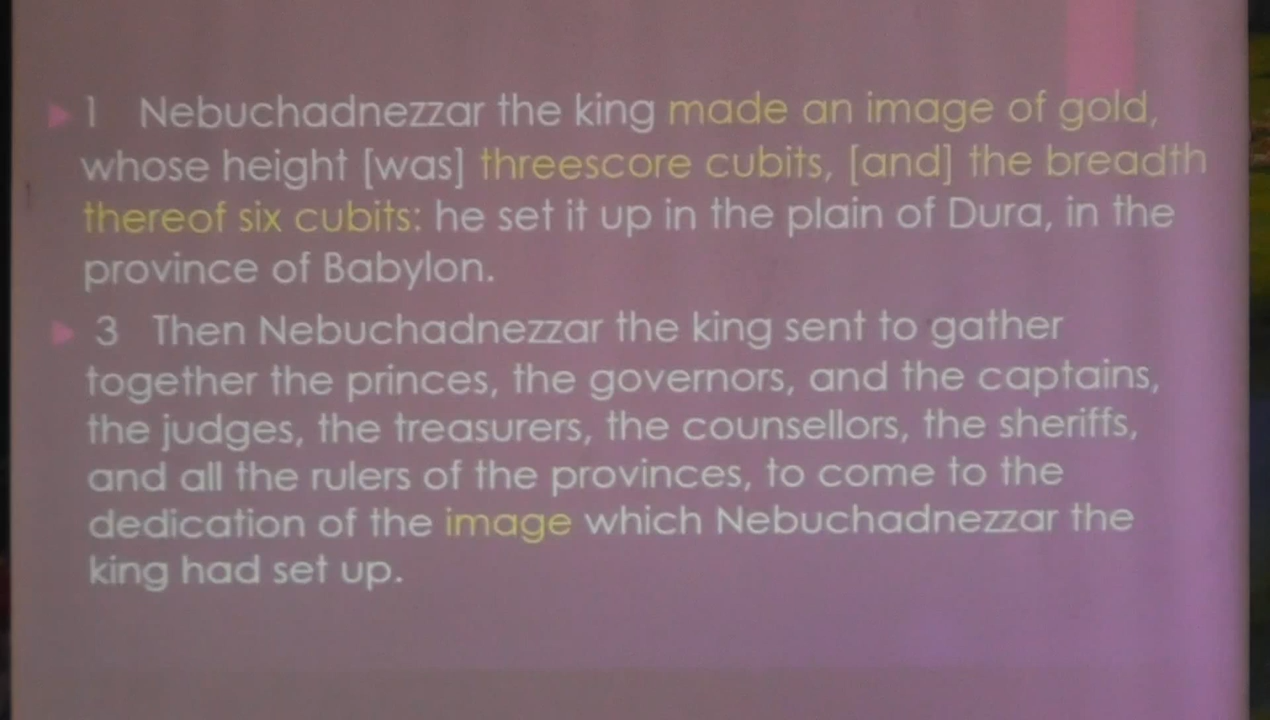 1 Nebuchadnezzar the king made an image of gold,
whose height [was] threescore cubits, [and] the breadth
thereof six cubits: he set it up in the plain of Dura, in the
province of Babylon.
3 Then Nebuchadnezzar the king sent to gather
together the princes, the governors, and the captains,
the judges, the treasurers, the counsellors, the sheriffs,
and all the rulers of the provinces, to come to the
dedication of the image which Nebuchadnezzar the
king had set up.